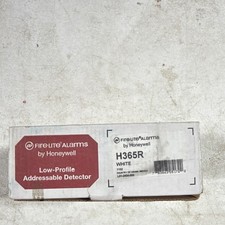 FIRE-LITE® ALARMS
by Honeywell
Low-Profile
Addressable Detector
FIRE-LITE® ALARMS
by Honeywell
H365R
WHITE